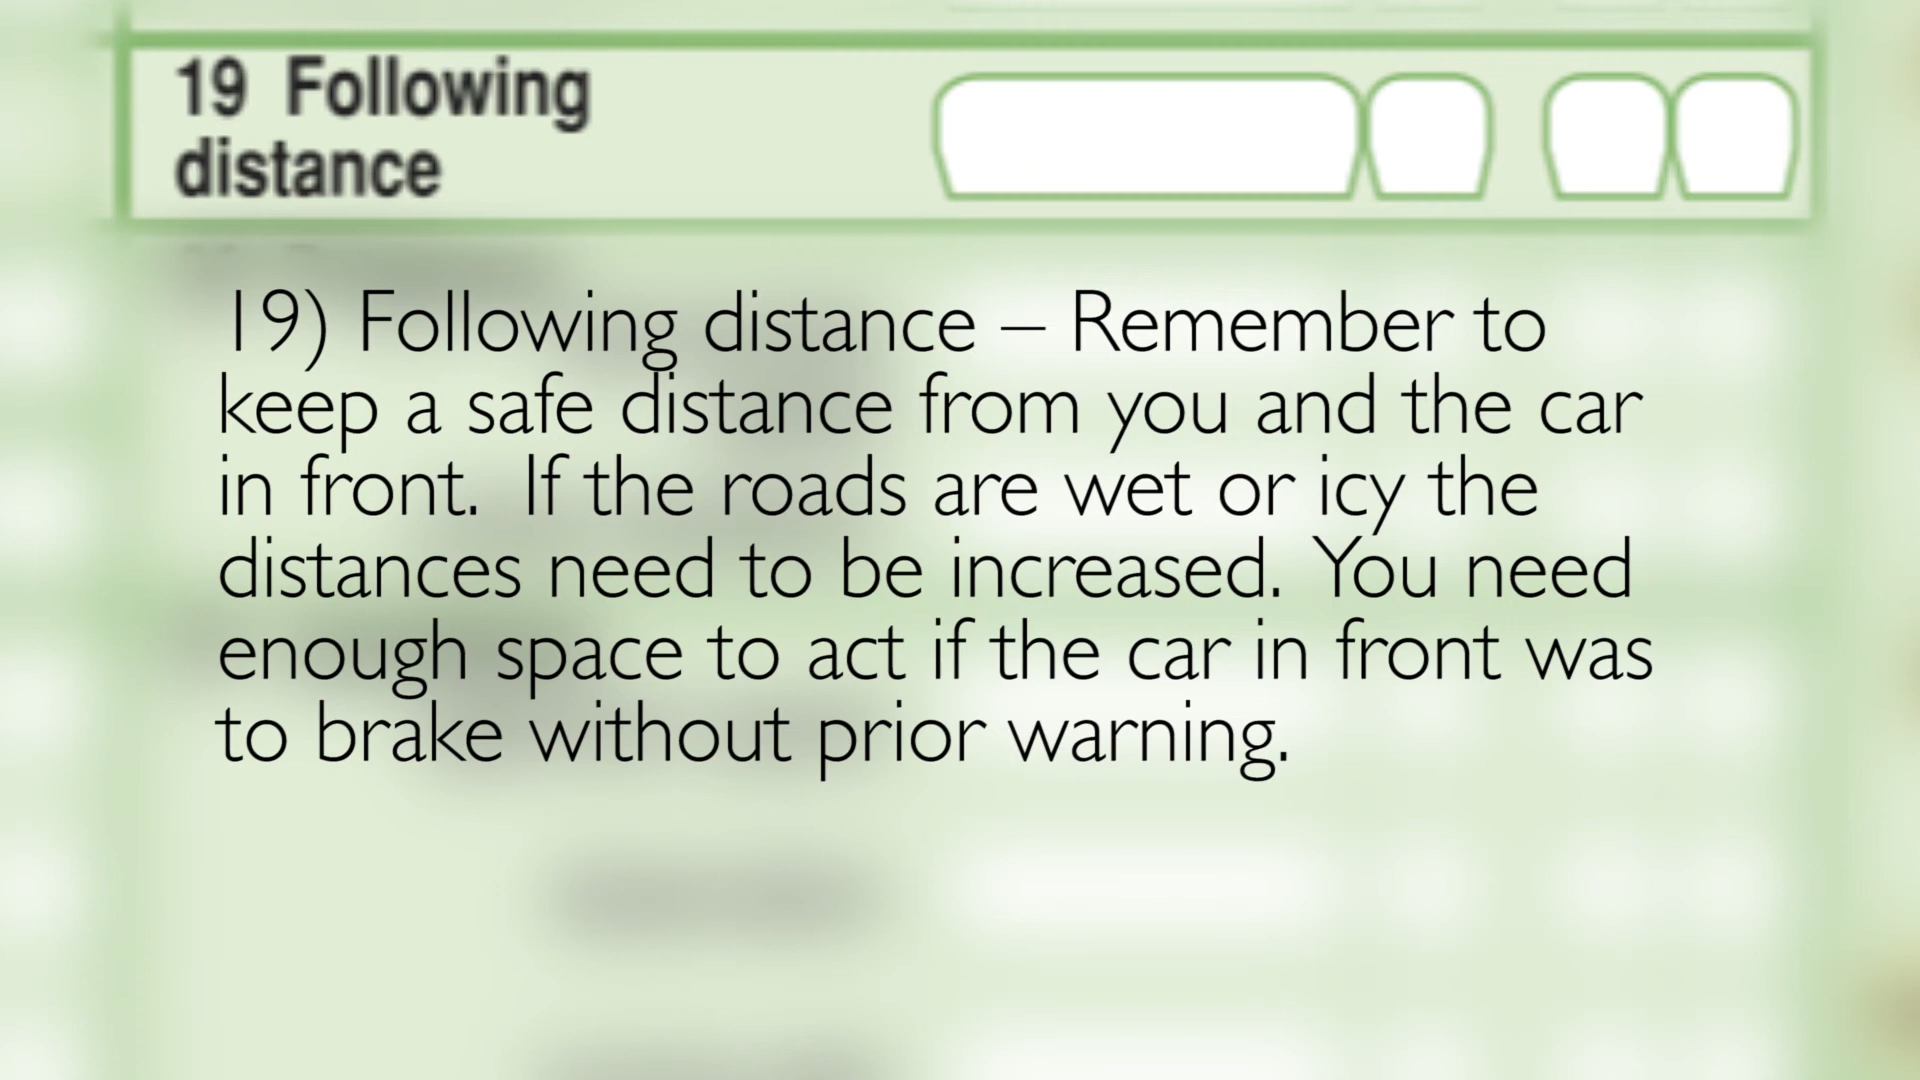 19 Following
distance
19) Following distance – Remember to
keep a safe distance from you and the car
in front.  If the roads are wet or icy the
distances need to be increased.  You need
enough space to act if the car in front was
to brake without prior warning.